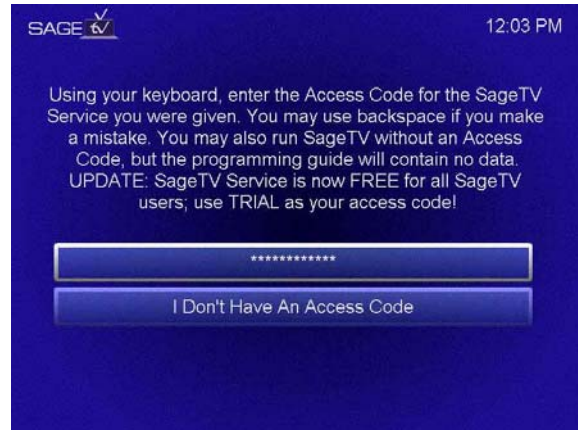 SAGE tv
12:03 PM
Using your keyboard, enter the Access Code for the SageTV
Service you were given. You may use backspace if you make
a mistake. You may also run SageTV without an Access
Code, but the programming guide will contain no data.
UPDATE: SageTV Service is now FREE for all SageTV
users; use TRIAL as your access code!
************
I Don't Have An Access Code